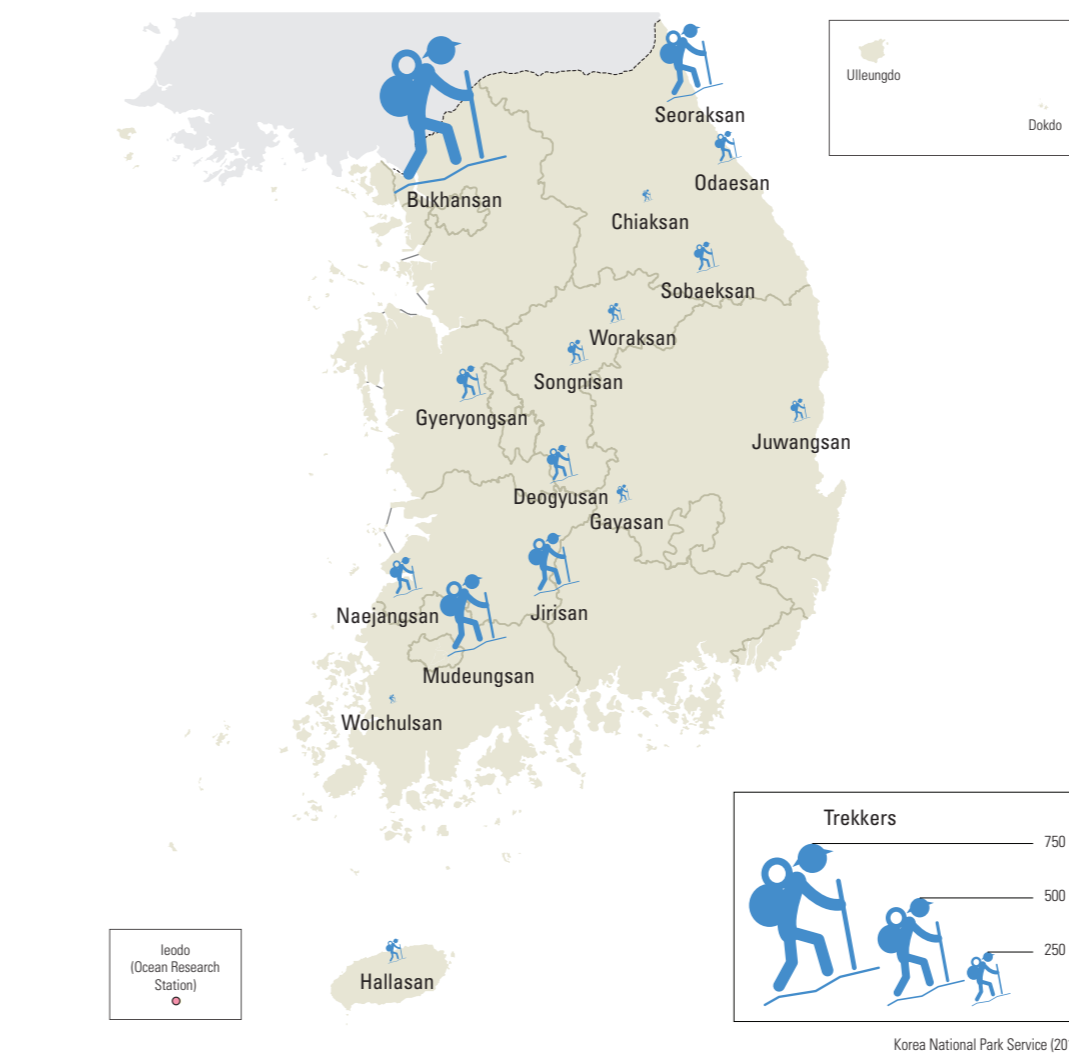 Ulleungdo
Dokdo
Seoraksan
Odaesan
Bukhansan
Chiaksan
Sobaeksan
Woraksan
Songnisan
Gyeryongsan
Juwangsan
Deogyusan
Gayasan
Naejangsan
Jirisan
Mudeungsan
Wolchulsan
Hallasan
Ieodo
(Ocean Research
Station)
Trekkers
750
500
250
Korea National Park Service